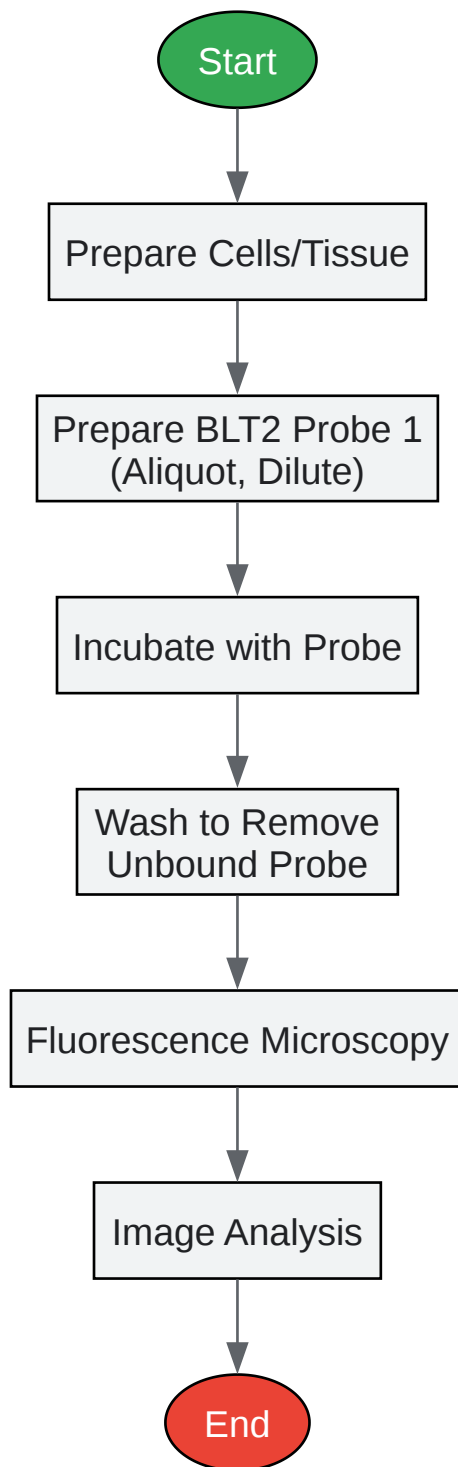 Start
Prepare Cells/Tissue
Prepare BLT2 Probe 1
(Aliquot, Dilute)
Incubate with Probe
Wash to Remove
Unbound Probe
Fluorescence Microscopy
Image Analysis
End